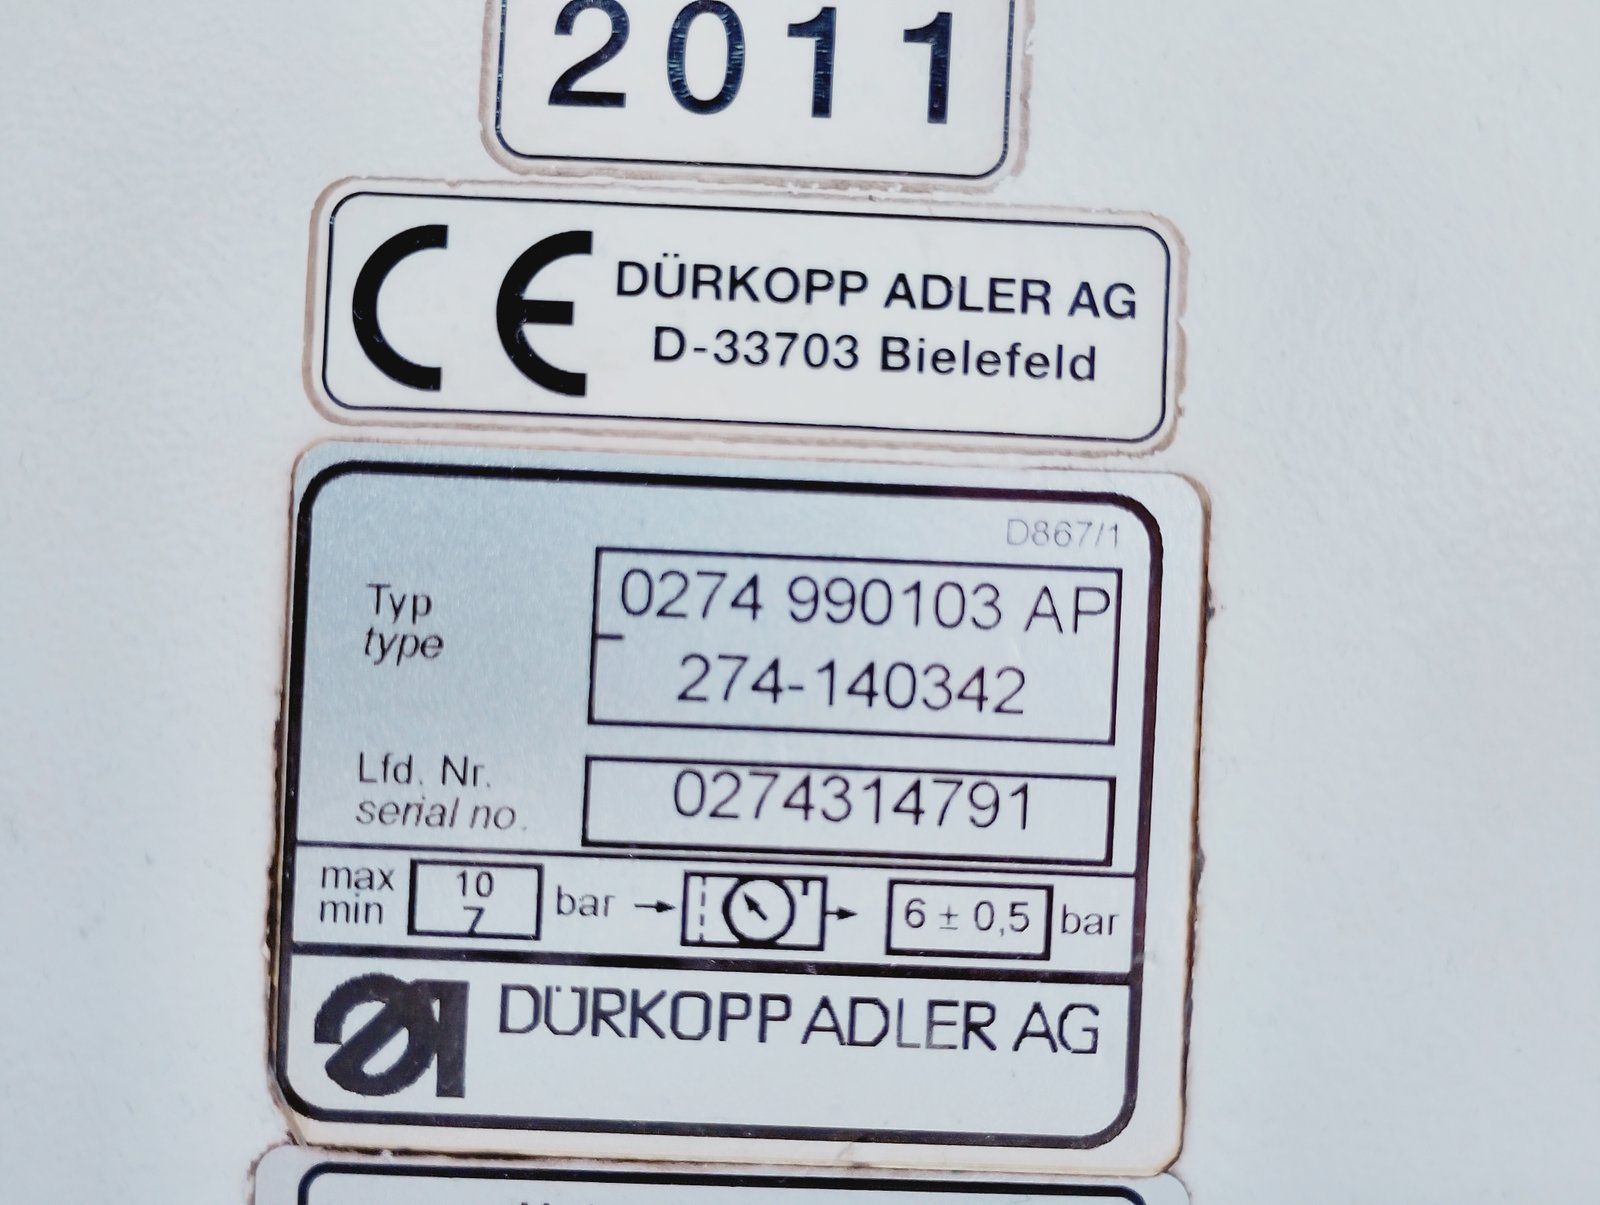 2011
CE
DÜRKOPP ADLER AG
D-33703 Bielefeld
D867/1
Typ
type
0274 990103 AP
274-140342
Lfd. Nr.
serial no.
0274314791
max
min
10
7
bar
6 ± 0,5
bar
DÜRKOPP ADLER AG